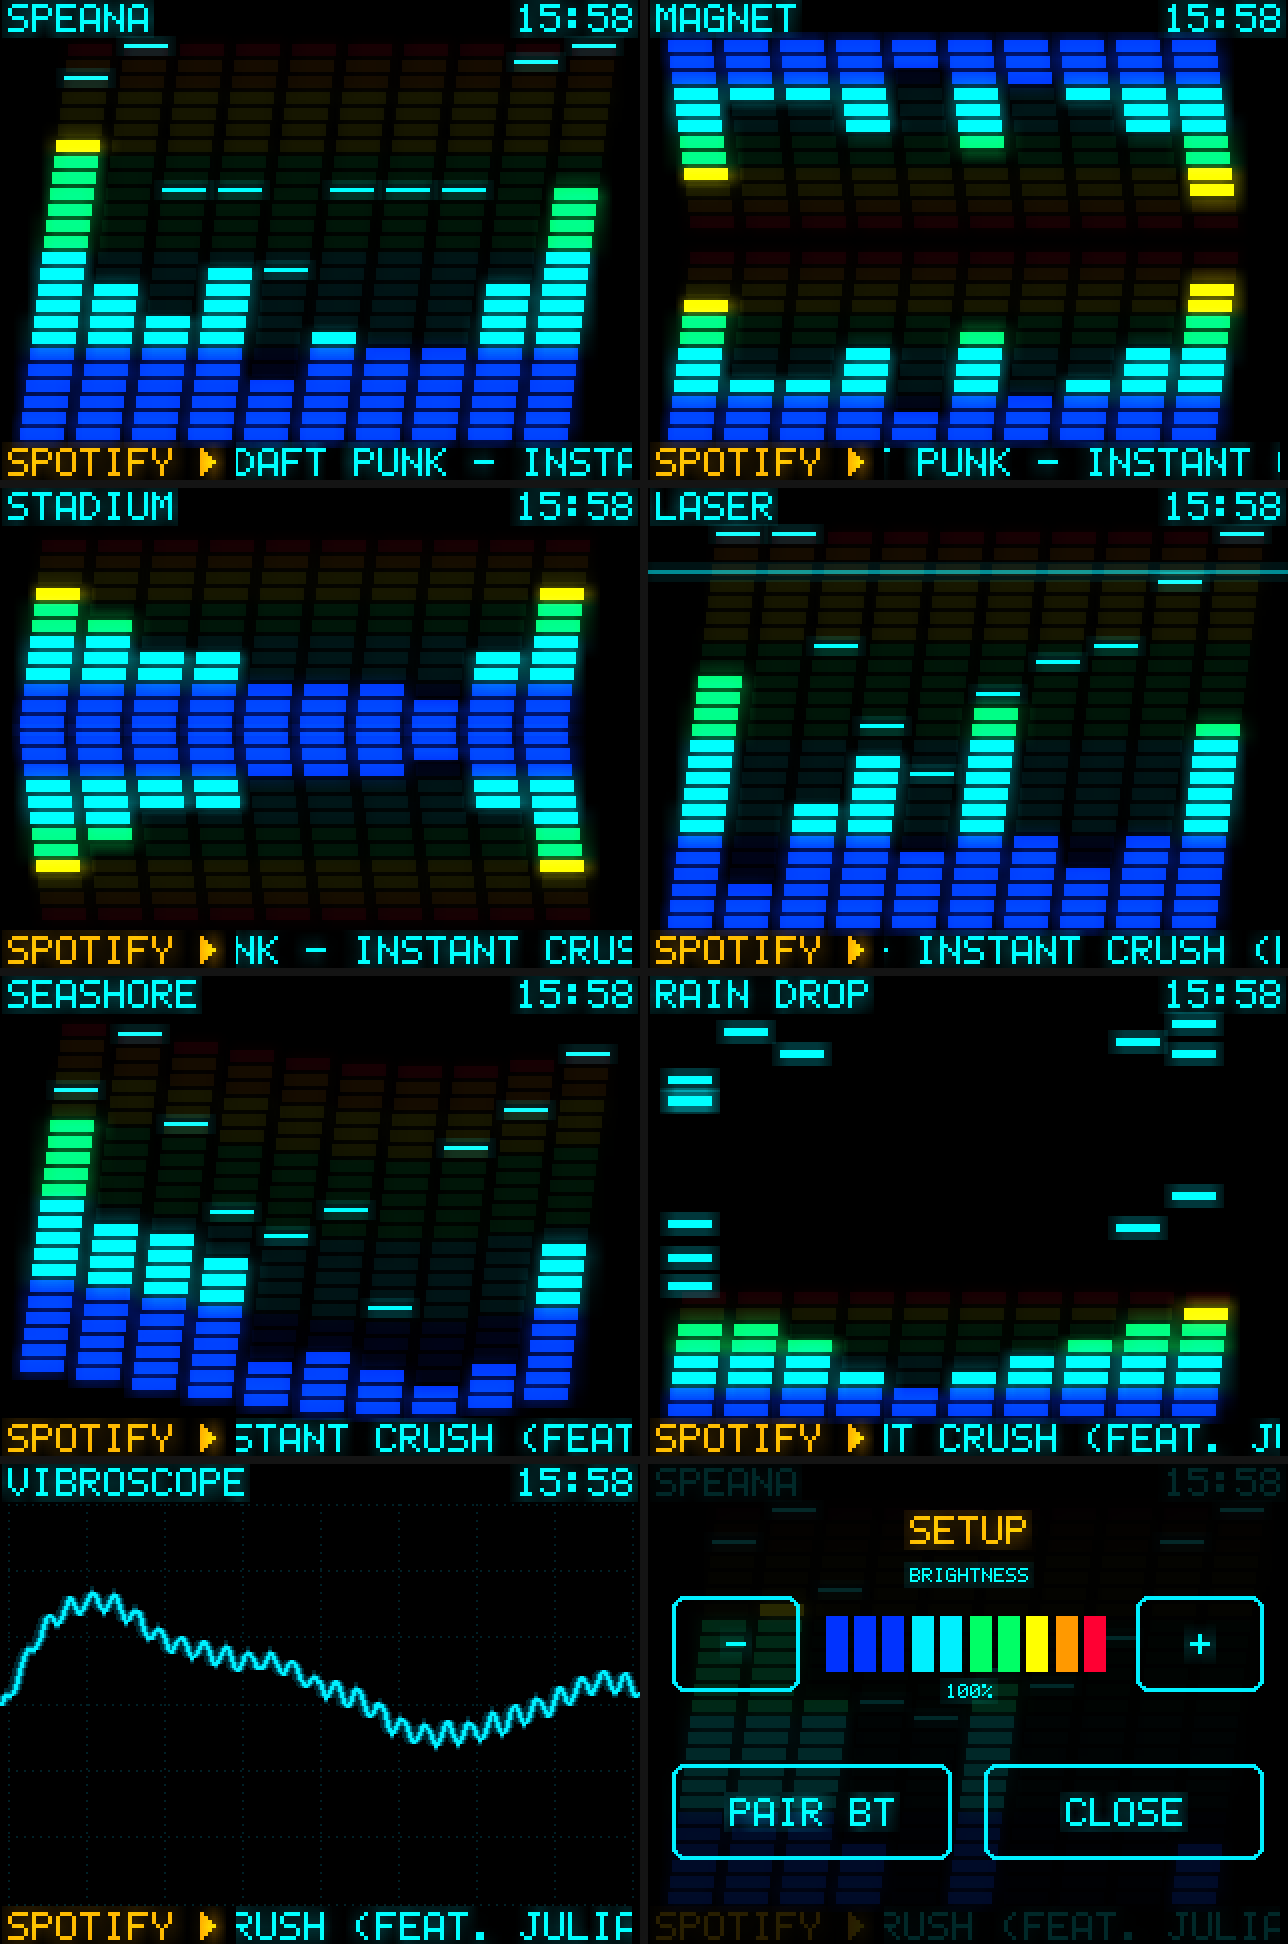 SPEANA 15:58
SPOTIFY DAFT PUNK - INSTA
MAGNET 15:58
SPOTIFY PUNK - INSTANT
STADIUM 15:58
SPOTIFY NK - INSTANT CRUS
LASER 15:58
SPOTIFY - INSTANT CRUSH (
SEASHORE 15:58
SPOTIFY STANT CRUSH (FEAT
RAIN DROP 15:58
SPOTIFY T CRUSH (FEAT. J
VIBROSCOPE 15:58
SPOTIFY RUSH (FEAT. JULIA
SPEANA 15:58
SETUP
BRIGHTNESS
- +
100%
PAIR BT CLOSE
SPOTIFY RUSH (FEAT. JULIA